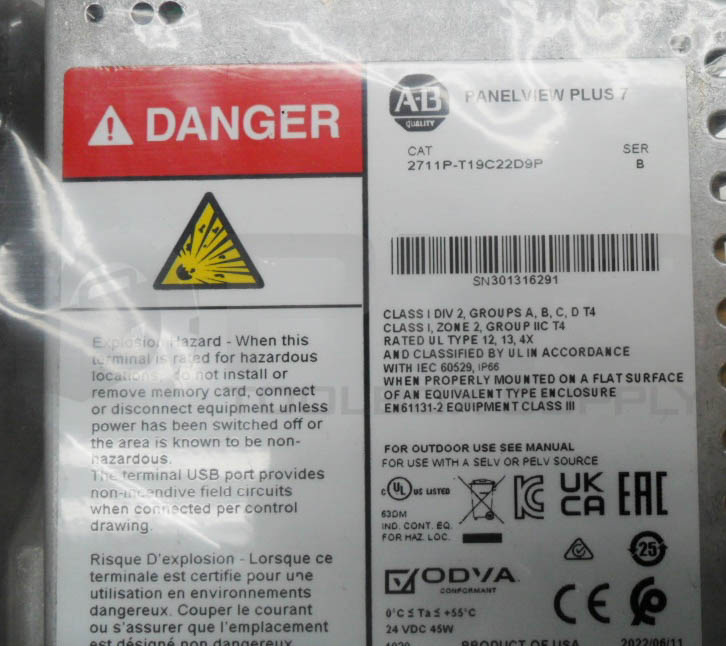 DANGER
Explosion Hazard - When this
terminal is rated for hazardous
locations, do not install or
remove memory card, connect
or disconnect equipment unless
power has been switched off or
the area is known to be non-
hazardous.
The terminal USB port provides
non-incendive field circuits
when connected per control
drawing.
Risque D'explosion - Lorsque ce
terminale est certifie pour une
utilisation en environnements
dangereux. Couper le courant
ou s'assurer que l'emplacement
est désigné non dangereux
A-B
QUALITY
PANELVIEW PLUS 7
CAT SER
2711P-T19C22D9P B
SN301316291
CLASS I DIV 2, GROUPS A, B, C, D T4
CLASS I, ZONE 2, GROUP IIC T4
RATED UL TYPE 12, 13, 4X
AND CLASSIFIED BY UL IN ACCORDANCE
WITH IEC 60529, IP66
WHEN PROPERLY MOUNTED ON A FLAT SURFACE
OF AN EQUIVALENT TYPE ENCLOSURE
EN61131-2 EQUIPMENT CLASS III
FOR OUTDOOR USE SEE MANUAL
FOR USE WITH A SELV OR PELV SOURCE
c UL US LISTED
63DM
IND. CONT. EQ.
FOR HAZ. LOC.
UK
CA
EAC
25
ODVA
CONFORMANT
CE
0°C ≤ Ta ≤ +55°C
24 VDC 45W
PRODUCT OF USA 2022/06/11